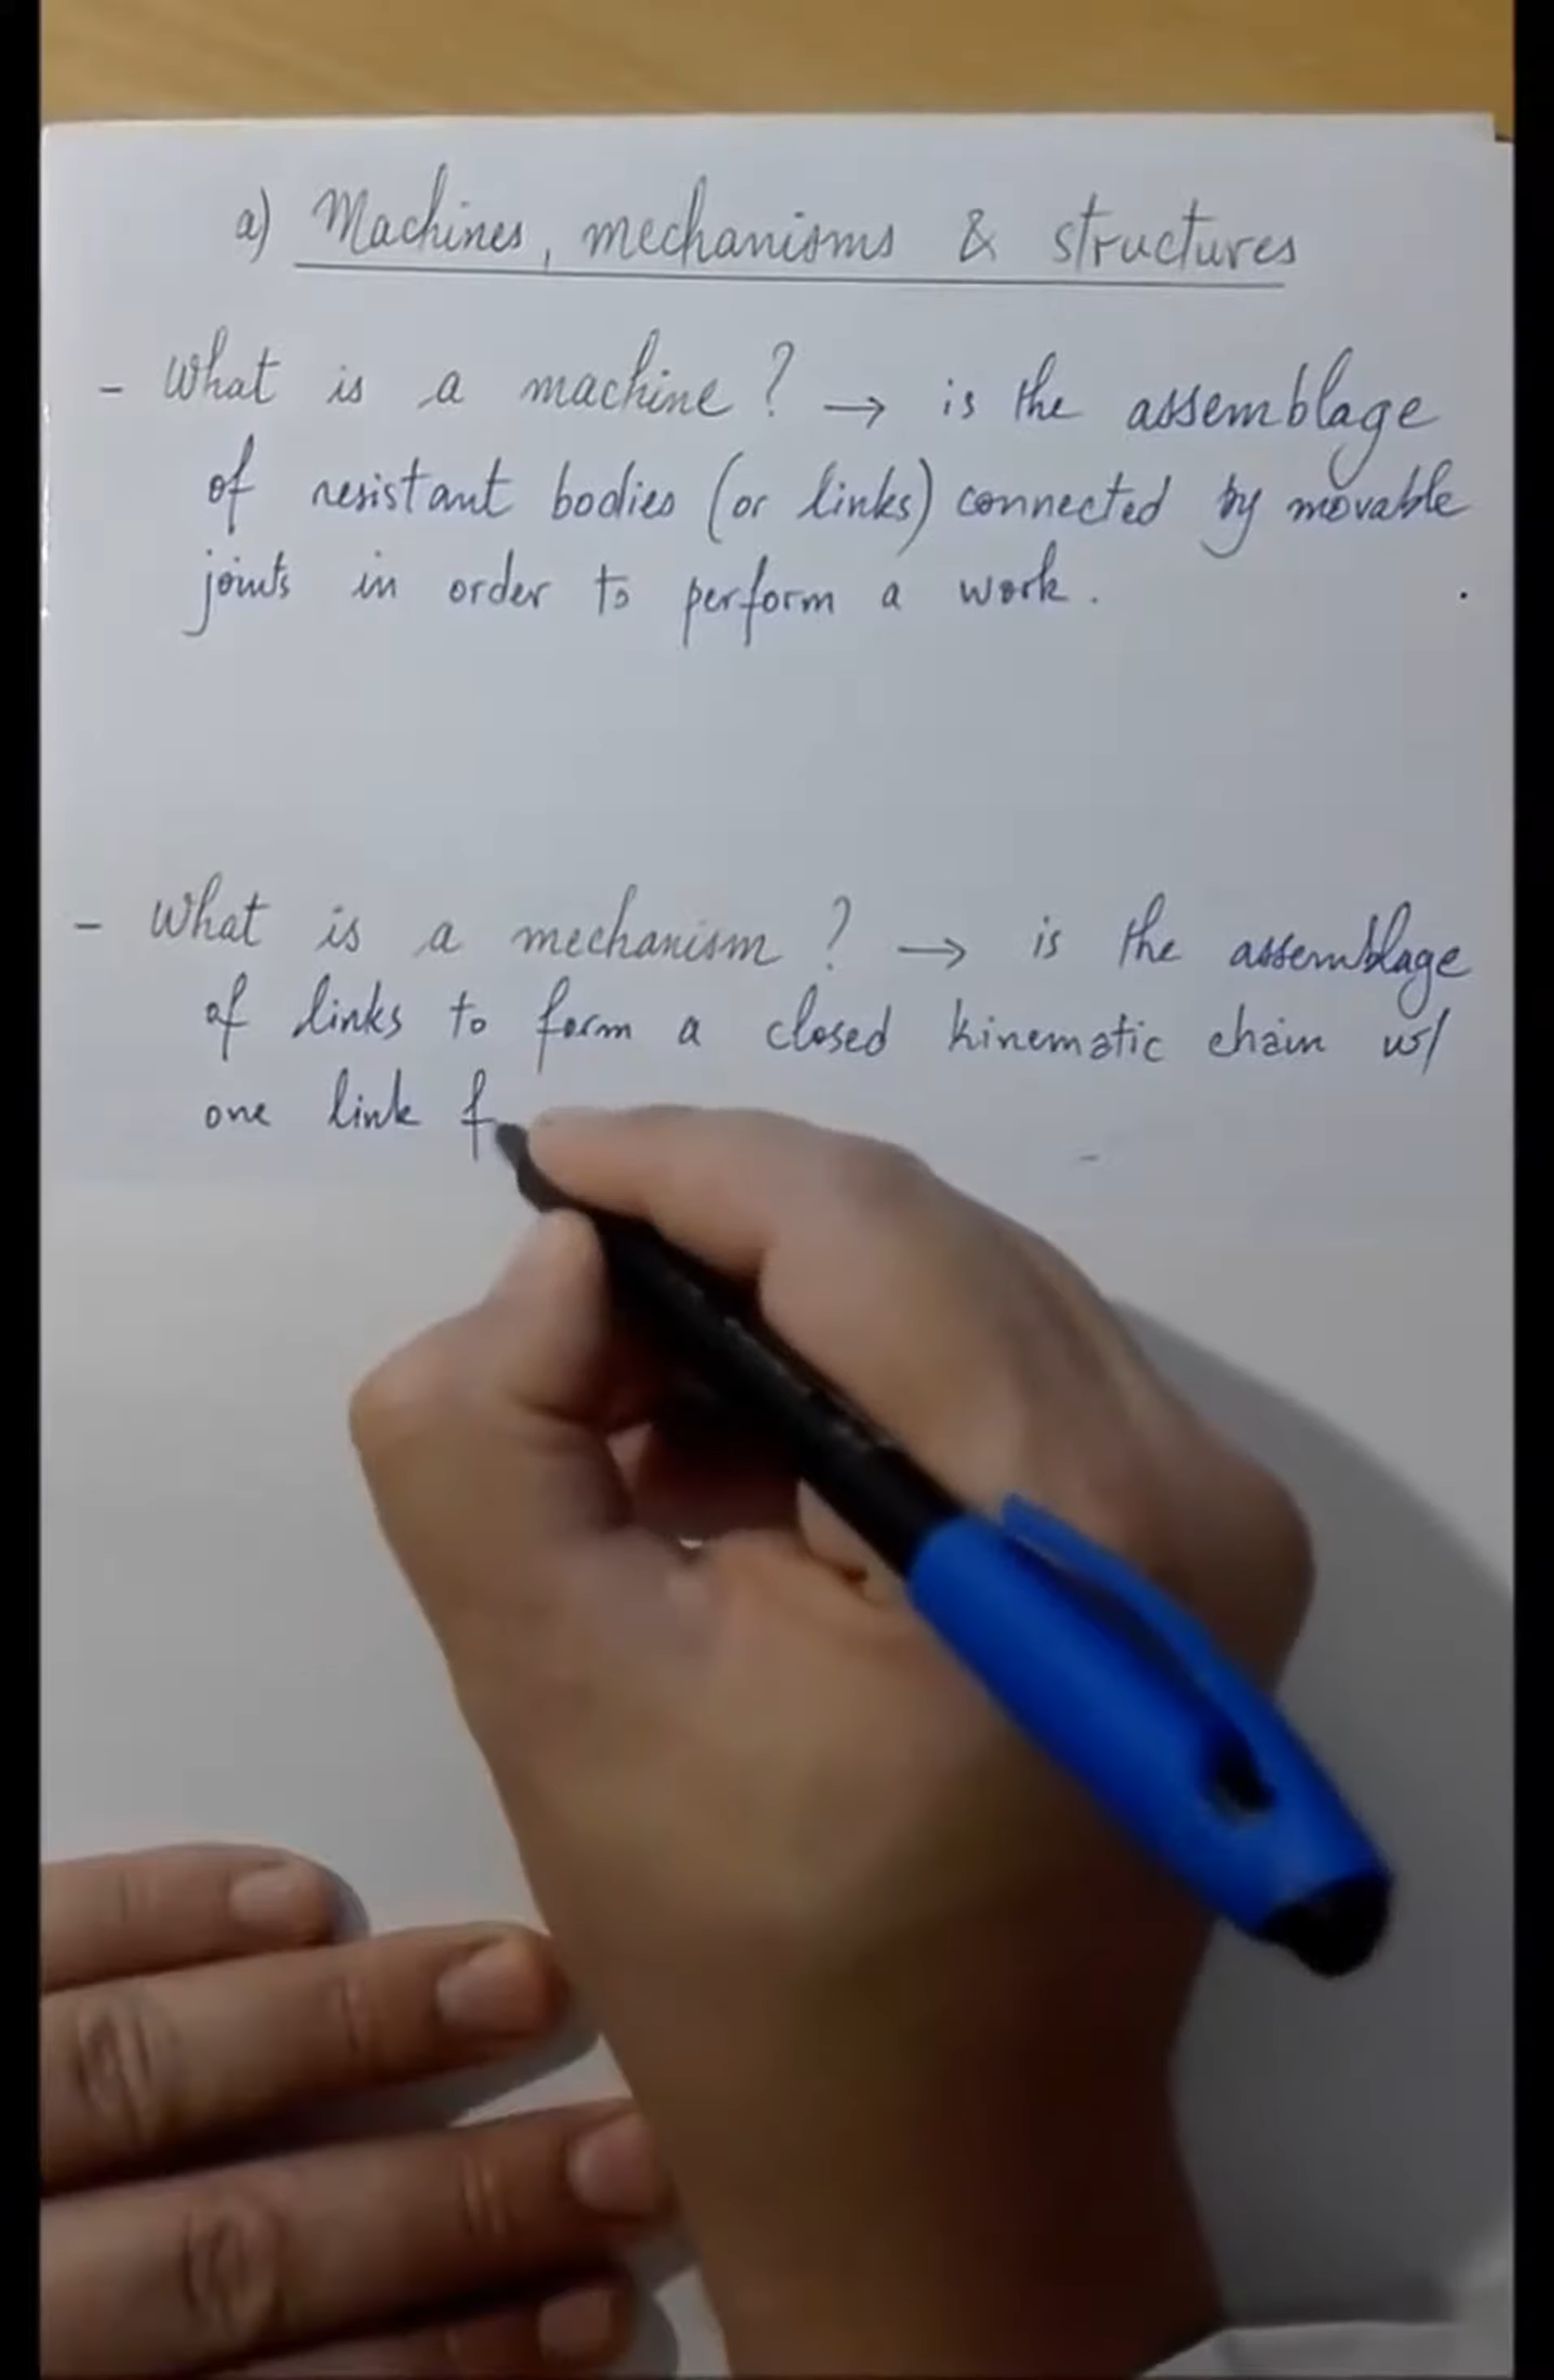 a) Machines, mechanisms & structures
- What is a machine? → is the assemblage
of resistant bodies (or links) connected by movable
joints in order to perform a work.
- What is a mechanism? → is the assemblage
of links to form a closed kinematic chain w/
one link f